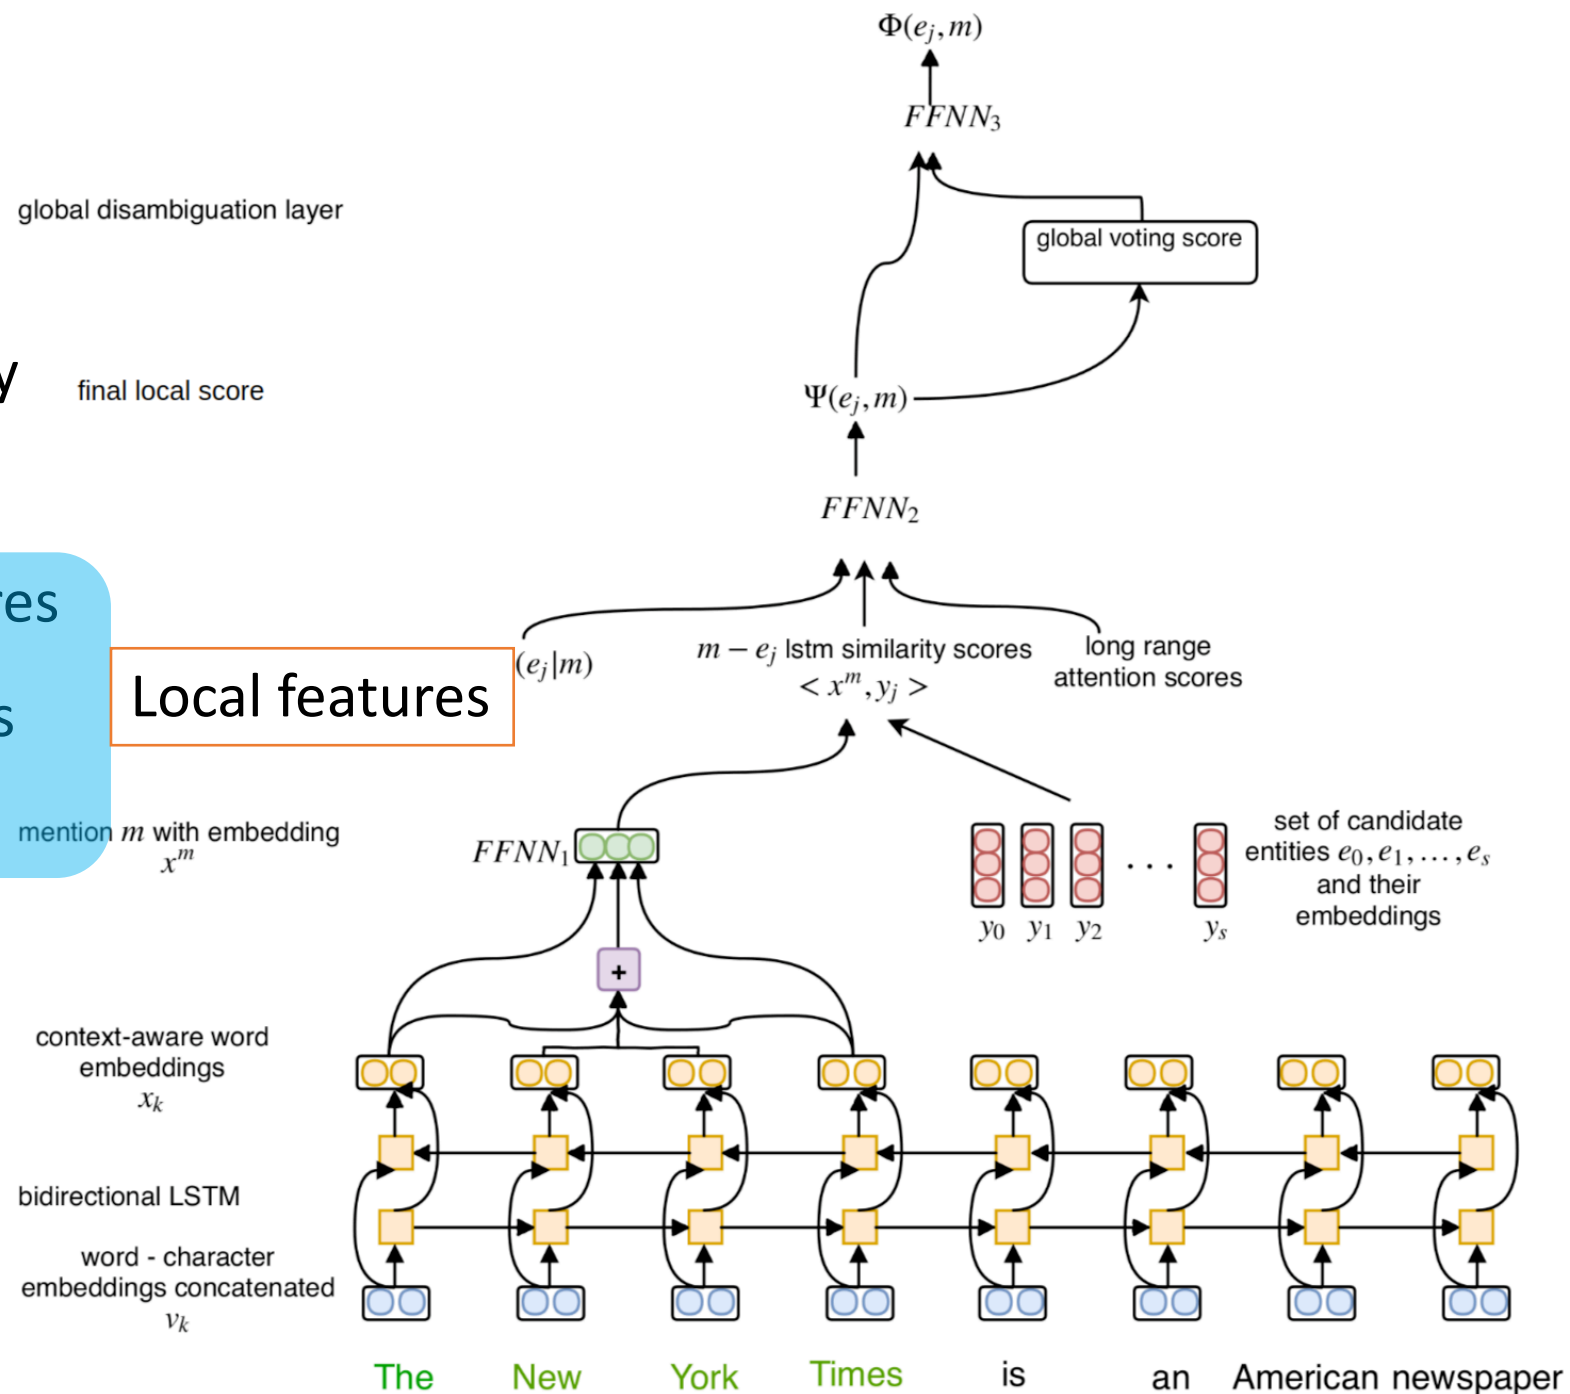 Φ(e_j, m)
FFNN_3
global disambiguation layer
global voting score
y
final local score
Ψ(e_j, m)
FFNN_2
res
s
Local features
(e_j|m)
m − e_j lstm similarity scores
< x^m, y_j >
long range
attention scores
mention m with embedding
x^m
FFNN_1
set of candidate
entities e_0, e_1, ..., e_s
and their
embeddings
. . .
y_0 y_1 y_2 y_s
+
context-aware word
embeddings
x_k
bidirectional LSTM
word - character
embeddings concatenated
v_k
The New York Times is an American newspaper